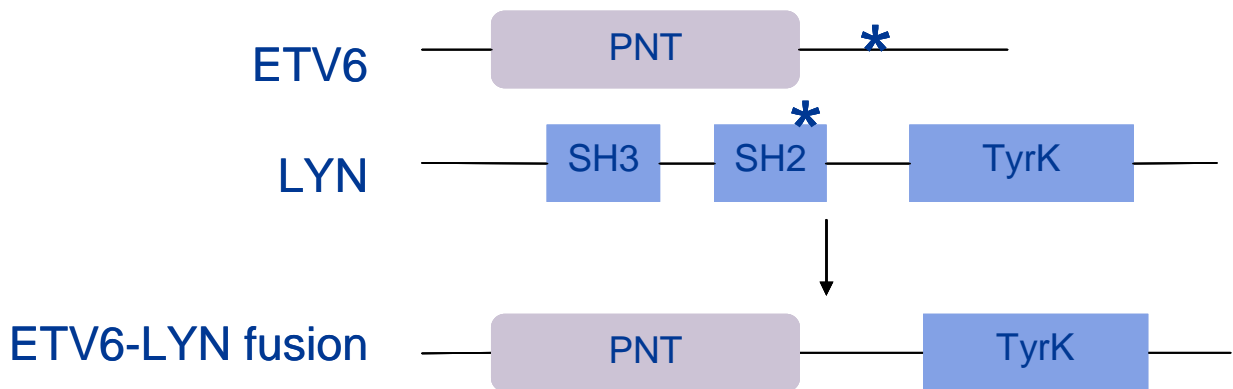 ETV6
PNT
*
LYN
SH3
SH2
*
TyrK
ETV6-LYN fusion
PNT
TyrK